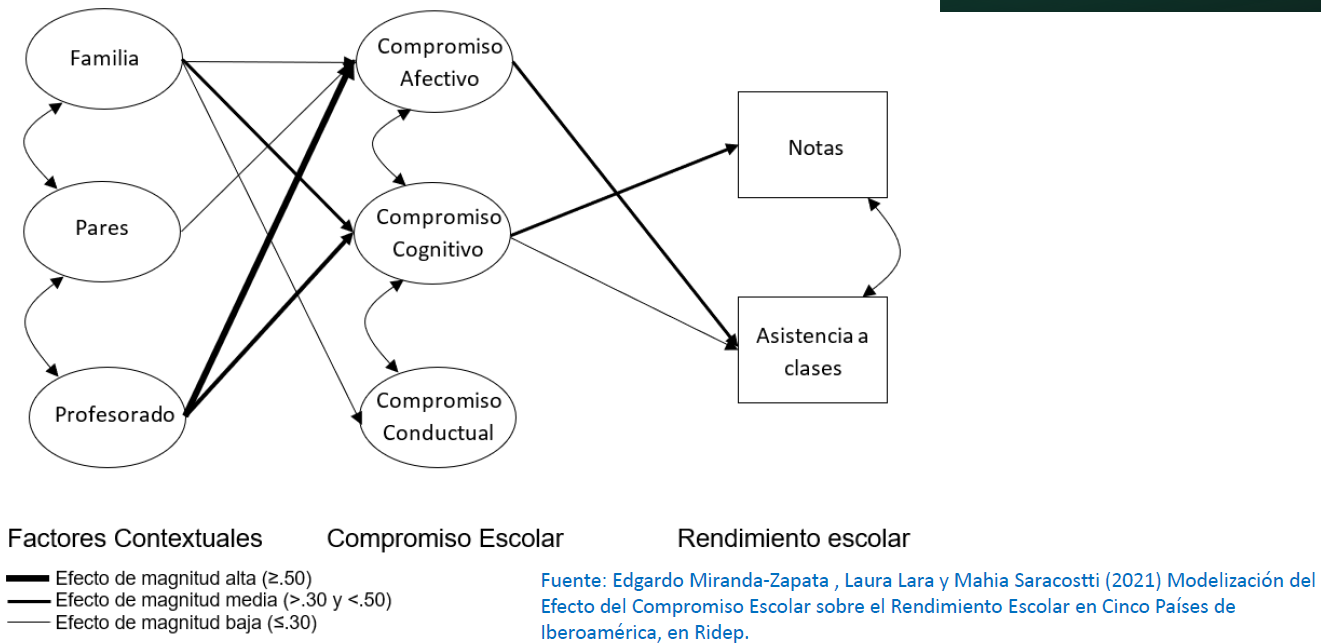 Familia
Compromiso
Afectivo
Notas
Pares
Compromiso
Cognitivo
Asistencia a
clases
Profesorado
Compromiso
Conductual
Factores Contextuales
Compromiso Escolar
Rendimiento escolar
Efecto de magnitud alta (≥.50)
Efecto de magnitud media (>.30 y <.50)
Efecto de magnitud baja (≤.30)
Fuente: Edgardo Miranda-Zapata , Laura Lara y Mahia Saracostti (2021) Modelización del
Efecto del Compromiso Escolar sobre el Rendimiento Escolar en Cinco Países de
Iberoamérica, en Ridep.